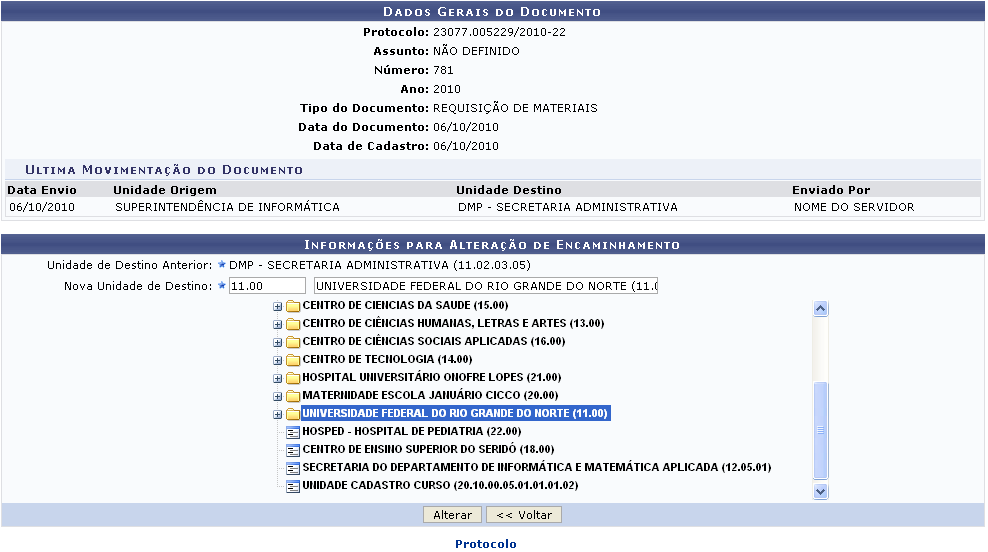 DADOS GERAIS DO DOCUMENTO
Protocolo: 23077.005229/2010-22
Assunto: NÃO DEFINIDO
Número: 781
Ano: 2010
Tipo do Documento: REQUISIÇÃO DE MATERIAIS
Data do Documento: 06/10/2010
Data de Cadastro: 06/10/2010
ULTIMA MOVIMENTAÇÃO DO DOCUMENTO
Data Envio Unidade Origem Unidade Destino Enviado Por
06/10/2010 SUPERINTENDÊNCIA DE INFORMÁTICA DMP - SECRETARIA ADMINISTRATIVA NOME DO SERVIDOR
INFORMAÇÕES PARA ALTERAÇÃO DE ENCAMINHAMENTO
Unidade de Destino Anterior: DMP - SECRETARIA ADMINISTRATIVA (11.02.03.05)
Nova Unidade de Destino: 11.00 UNIVERSIDADE FEDERAL DO RIO GRANDE DO NORTE (11.0
CENTRO DE CIENCIAS DA SAUDE (15.00)
CENTRO DE CIÊNCIAS HUMANAS, LETRAS E ARTES (13.00)
CENTRO DE CIÊNCIAS SOCIAIS APLICADAS (16.00)
CENTRO DE TECNOLOGIA (14.00)
HOSPITAL UNIVERSITÁRIO ONOFRE LOPES (21.00)
MATERNIDADE ESCOLA JANUÁRIO CICCO (20.00)
UNIVERSIDADE FEDERAL DO RIO GRANDE DO NORTE (11.00)
HOSPED - HOSPITAL DE PEDIATRIA (22.00)
CENTRO DE ENSINO SUPERIOR DO SERIDÓ (18.00)
SECRETARIA DO DEPARTAMENTO DE INFORMÁTICA E MATEMÁTICA APLICADA (12.05.01)
UNIDADE CADASTRO CURSO (20.10.00.05.01.01.01.02)
Alterar << Voltar
Protocolo